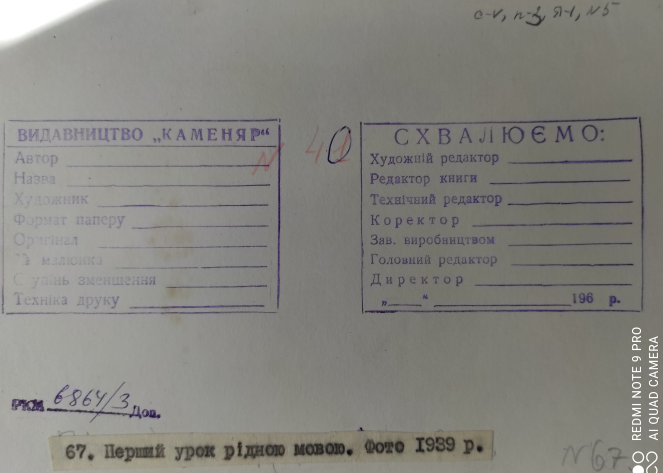 ВИДАВНИЦТВО „КАМЕНЯР“
Автор
Назва
Художник
Формат паперу
Оригінал
малюнка
Ступінь зменшення
Техніка друку
N 40
СХВАЛЮЄМО:
Художній редактор
Редактор книги
Технічний редактор
Коректор
Зав. виробництвом
Головний редактор
Директор
„ “ 196 р.
РКМ 6864/3 Доп.
67. Перший урок рідною мовою. Фото 1939 р.
N 67
REDMI NOTE 9 PRO
AI QUAD CAMERA